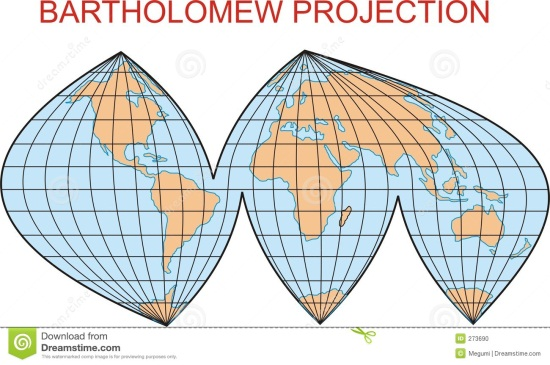 BARTHOLOMEW PROJECTION
dreamstime
Download from
Dreamstime.com
This watermarked comp image is for previewing purposes only.
273690
© Megumi | Dreamstime.com